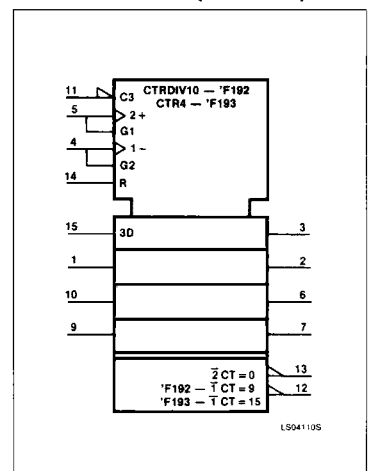 CTRDIV10 — 'F192
CTR4 — 'F193
11
C3
5
2 +
G1
4
1 −
G2
14
R
15
3D
3
1
2
10
6
9
7
2̅ CT = 0
13
'F192 — 1̅ CT = 9
12
'F193 — 1̅ CT = 15
LS04110S